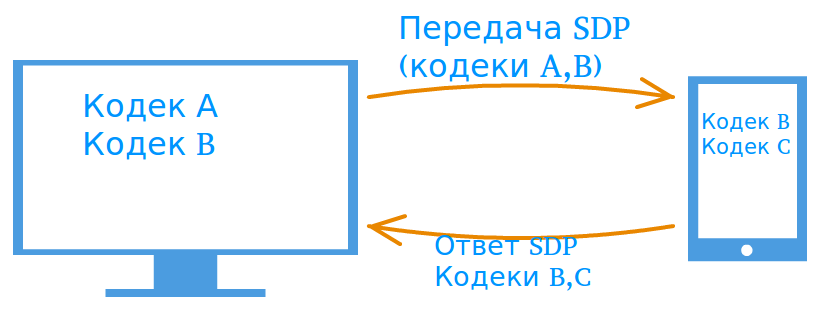 Передача SDP
(кодеки A,B)
Кодек A
Кодек B
Кодек B
Кодек C
Ответ SDP
Кодеки B,C